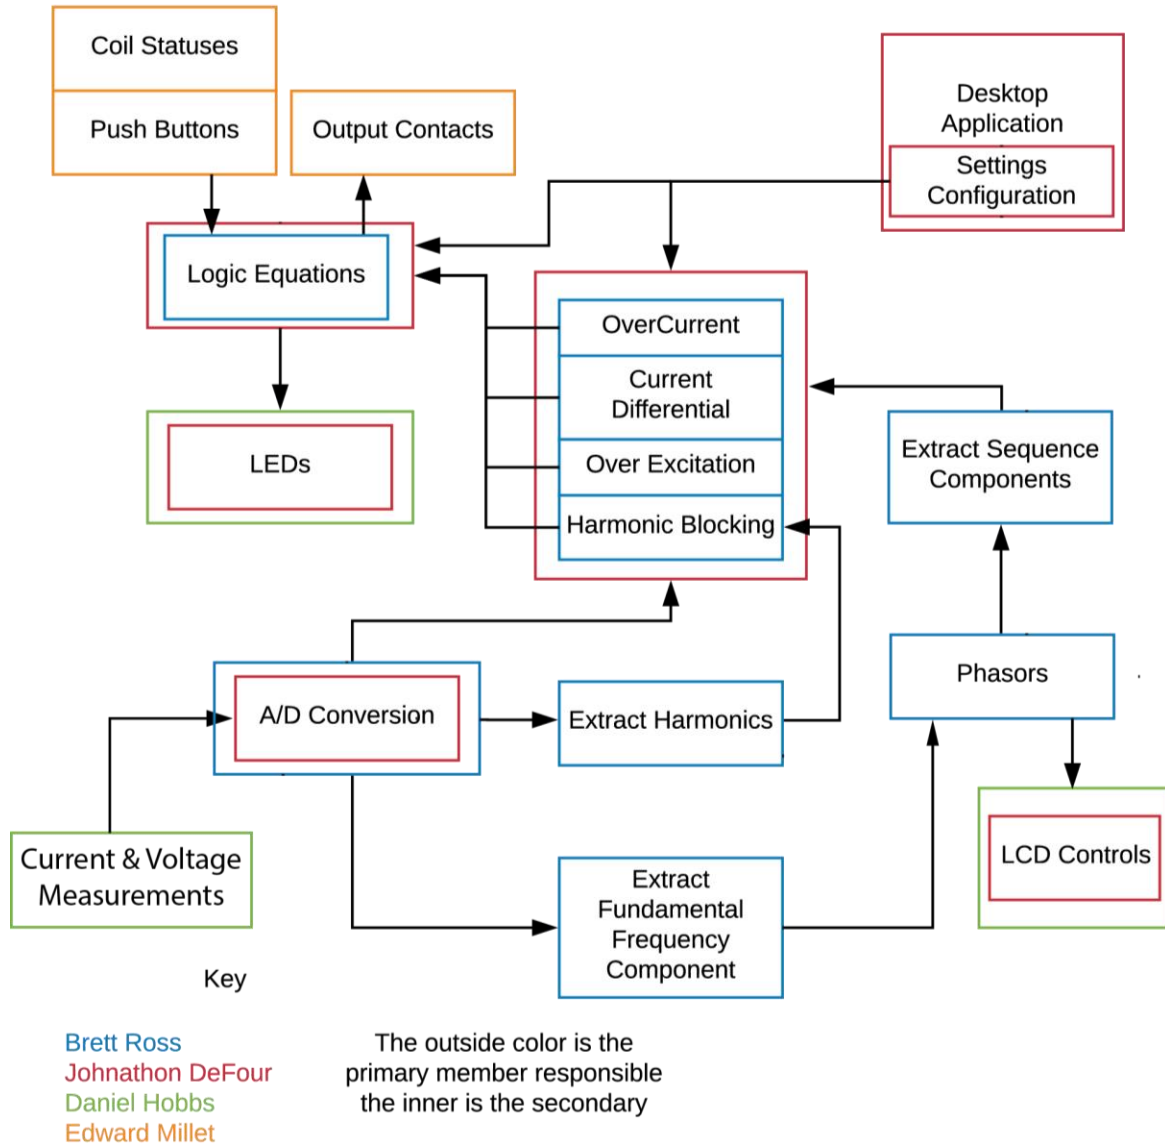 Coil Statuses
Push Buttons
Output Contacts
Desktop
Application
Settings
Configuration
Logic Equations
OverCurrent
Current
Differential
Over Excitation
Harmonic Blocking
LEDs
Extract Sequence
Components
A/D Conversion
Extract Harmonics
Phasors
Current & Voltage
Measurements
Extract
Fundamental
Frequency
Component
LCD Controls
Key
Brett Ross
Johnathon DeFour
Daniel Hobbs
Edward Millet
The outside color is the
primary member responsible
the inner is the secondary